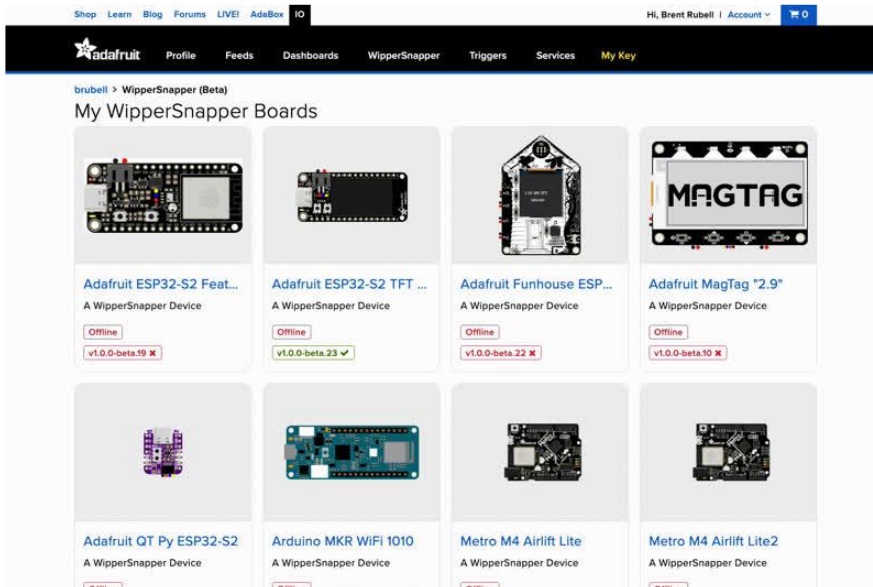 Shop Learn Blog Forums LIVE! AdaBox IO Hi, Brent Rubell | Account 0
adafruit Profile Feeds Dashboards WipperSnapper Triggers Services My Key
brubell > WipperSnapper (Beta)
My WipperSnapper Boards
MAGTAG
Adafruit ESP32-S2 Feat... Adafruit ESP32-S2 TFT ... Adafruit Funhouse ESP... Adafruit MagTag "2.9"
A WipperSnapper Device A WipperSnapper Device A WipperSnapper Device A WipperSnapper Device
Offline Offline Offline Offline
v1.0.0-beta.19 ✖ v1.0.0-beta.23 ✔ v1.0.0-beta.22 ✖ v1.0.0-beta.10 ✖
Adafruit QT Py ESP32-S2 Arduino MKR WiFi 1010 Metro M4 Airlift Lite Metro M4 Airlift Lite2
A WipperSnapper Device A WipperSnapper Device A WipperSnapper Device A WipperSnapper Device